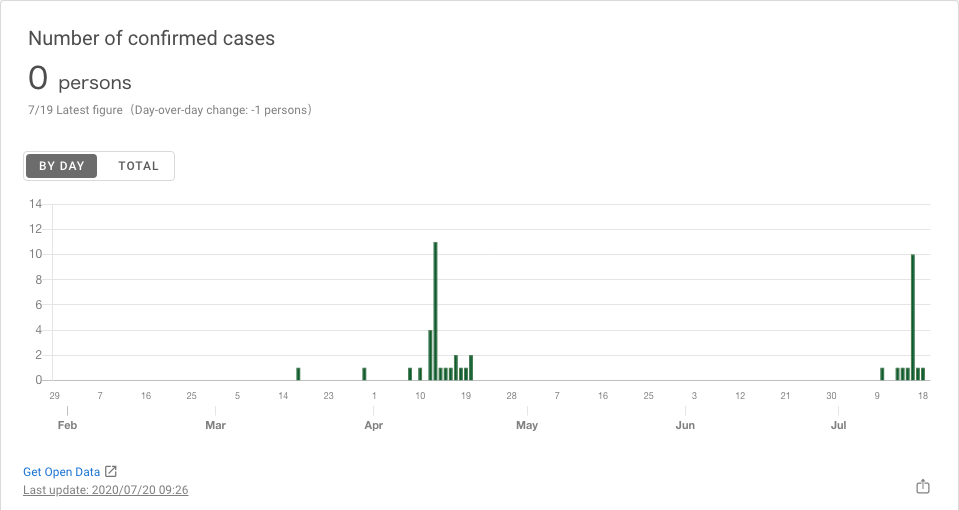 Number of confirmed cases
0 persons
7/19 Latest figure（Day-over-day change: -1 persons）
BY DAY TOTAL
14
12
10
8
6
4
2
0
29 7 16 25 5 14 23 1 10 19 28 7 16 25 3 12 21 30 9 18
Feb Mar Apr May Jun Jul
Get Open Data
Last update: 2020/07/20 09:26